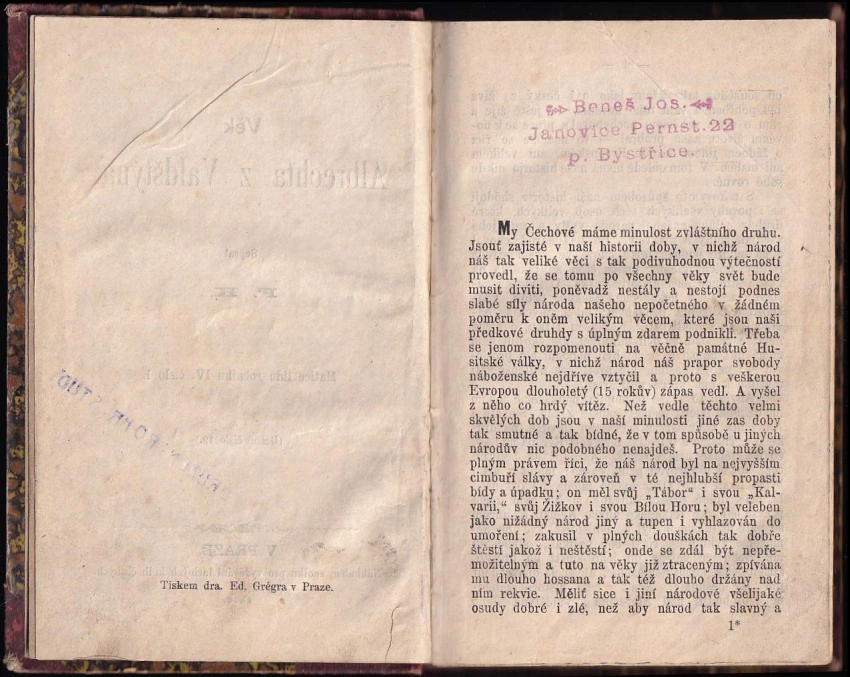 Věk
Albrechta z Valdštýna
Sepsal
F. H.
Matice lidu ročníku IV. číslo 1.
V PRAZE.
Tiskem dra. Ed. Grégra v Praze.
Beneš Jos.
Janovice Pernst. 22
p. Bystřice.
My Čechové máme minulost zvláštního druhu.
Jsouť zajisté v naší historii doby, v nichž národ
náš tak veliké věci s tak podivuhodnou výtečností
provedl, že se tomu po všechny věky svět bude
musit diviti, poněvadž nestály a nestojí podnes
slabé síly národa našeho nepočetného v žádném
poměru k oněm velikým věcem, které jsou naši
předkové druhdy s úplným zdarem podnikli. Třeba
se jenom rozpomenouti na věčně památné Hu-
sitské války, v nichž národ náš prapor svobody
náboženské nejdříve vztyčil a proto s veškerou
Evropou dlouholetý (15 rokův) zápas vedl. A vyšel
z něho co hrdý vítěz. Než vedle těchto velmi
skvělých dob jsou v naší minulosti jiné zas doby
tak smutné a tak bídné, že v tom spůsobě u jiných
národův nic podobného nenajdeš. Proto může se
plným právem říci, že náš národ byl na nejvyšším
cimbuří slávy a zároveň v té nejhlubší propasti
bídy a úpadku; on měl svůj „Tábor“ i svou „Kal-
varii,“ svůj Žižkov i svou Bílou Horu; byl veleben
jako nižádný národ jiný a tupen i vyhlazován do
umoření; zakusil v plných douškách tak dobře
štěstí jakož i neštěstí; onde se zdál být nepře-
možitelným a tuto na věky již ztraceným; zpívána
mu dlouho hossana a tak též dlouho držány nad
ním rekvie. Měliť sice i jiní národové všelijaké
osudy dobré i zlé, než aby národ tak slavný a
1*